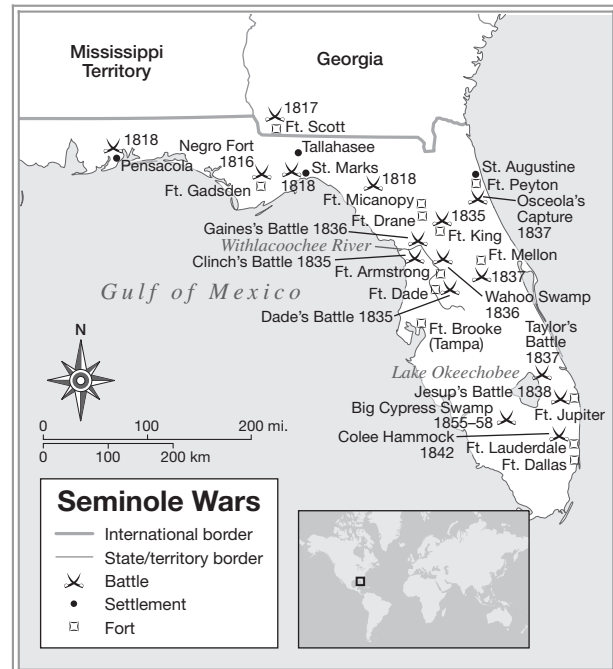 Mississippi
Territory
Georgia
1817
Ft. Scott
1818
Pensacola
Negro Fort
1816
Ft. Gadsden
Tallahasee
St. Marks
1818
1818
St. Augustine
Ft. Peyton
Osceola's
Capture
1837
Ft. Micanopy
Ft. Drane
1835
Ft. King
Gaines's Battle 1836
Withlacoochee River
Clinch's Battle 1835
Ft. Mellon
1837
Ft. Armstrong
Wahoo Swamp
1836
Gulf of Mexico
Ft. Dade
Dade's Battle 1835
Ft. Brooke
(Tampa)
Taylor's
Battle
1837
Lake Okeechobee
Jesup's Battle 1838
Ft. Jupiter
Big Cypress Swamp
1855–58
Colee Hammock
1842
Ft. Lauderdale
Ft. Dallas
N
0 100 200 mi.
0 100 200 km
Seminole Wars
International border
State/territory border
Battle
Settlement
Fort